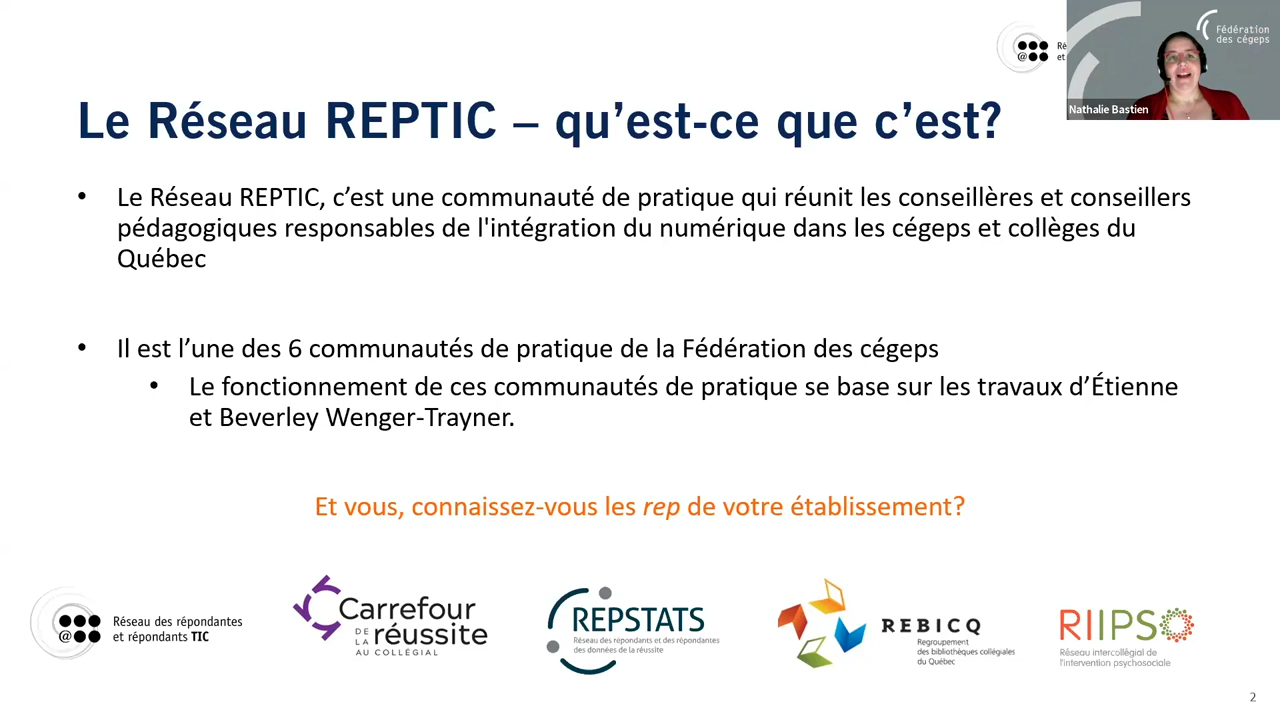 Ré
et
Fédération
des cégeps
Nathalie Bastien
Le Réseau REPTIC – qu’est-ce que c’est?
• Le Réseau REPTIC, c’est une communauté de pratique qui réunit les conseillères et conseillers
pédagogiques responsables de l'intégration du numérique dans les cégeps et collèges du
Québec
• Il est l’une des 6 communautés de pratique de la Fédération des cégeps
• Le fonctionnement de ces communautés de pratique se base sur les travaux d’Étienne
et Beverley Wenger-Trayner.
Et vous, connaissez-vous les rep de votre établissement?
@
Réseau des répondantes
et répondants TIC
Carrefour
DE LA réussite
AU COLLÉGIAL
REPSTATS
Réseau des répondants et des répondantes
des données de la réussite
REBICQ
Regroupement
des bibliothèques collégiales
du Québec
RIIPSO
Réseau intercollégial de
l'intervention psychosociale
2